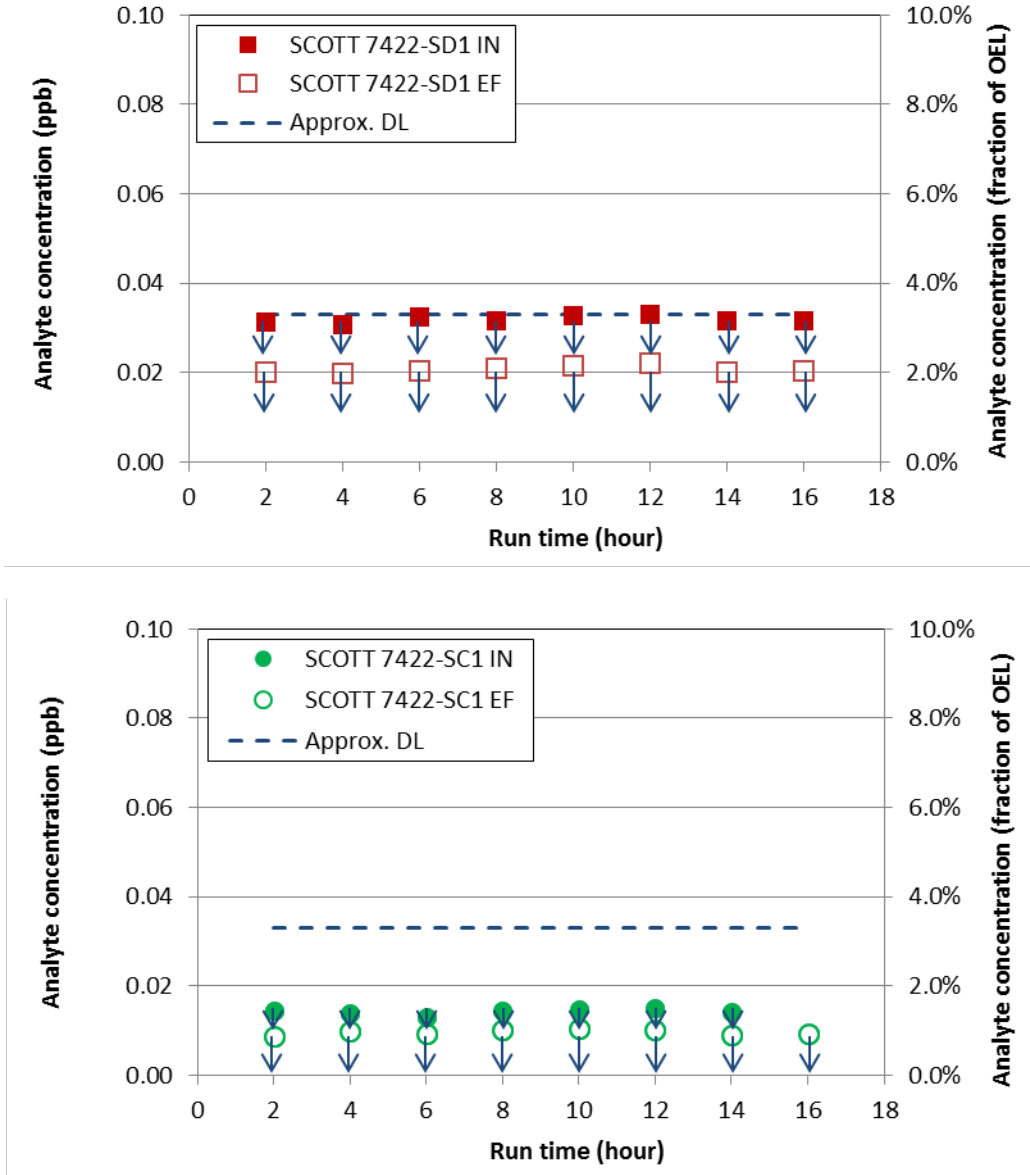 0.10
0.08
0.06
0.04
0.02
0.00
Analyte concentration (ppb)
SCOTT 7422-SD1 IN
SCOTT 7422-SD1 EF
Approx. DL
10.0%
8.0%
6.0%
4.0%
2.0%
0.0%
Analyte concentration (fraction of OEL)
0 2 4 6 8 10 12 14 16 18
Run time (hour)
0.10
0.08
0.06
0.04
0.02
0.00
Analyte concentration (ppb)
SCOTT 7422-SC1 IN
SCOTT 7422-SC1 EF
Approx. DL
10.0%
8.0%
6.0%
4.0%
2.0%
0.0%
Analyte concentration (fraction of OEL)
0 2 4 6 8 10 12 14 16 18
Run time (hour)